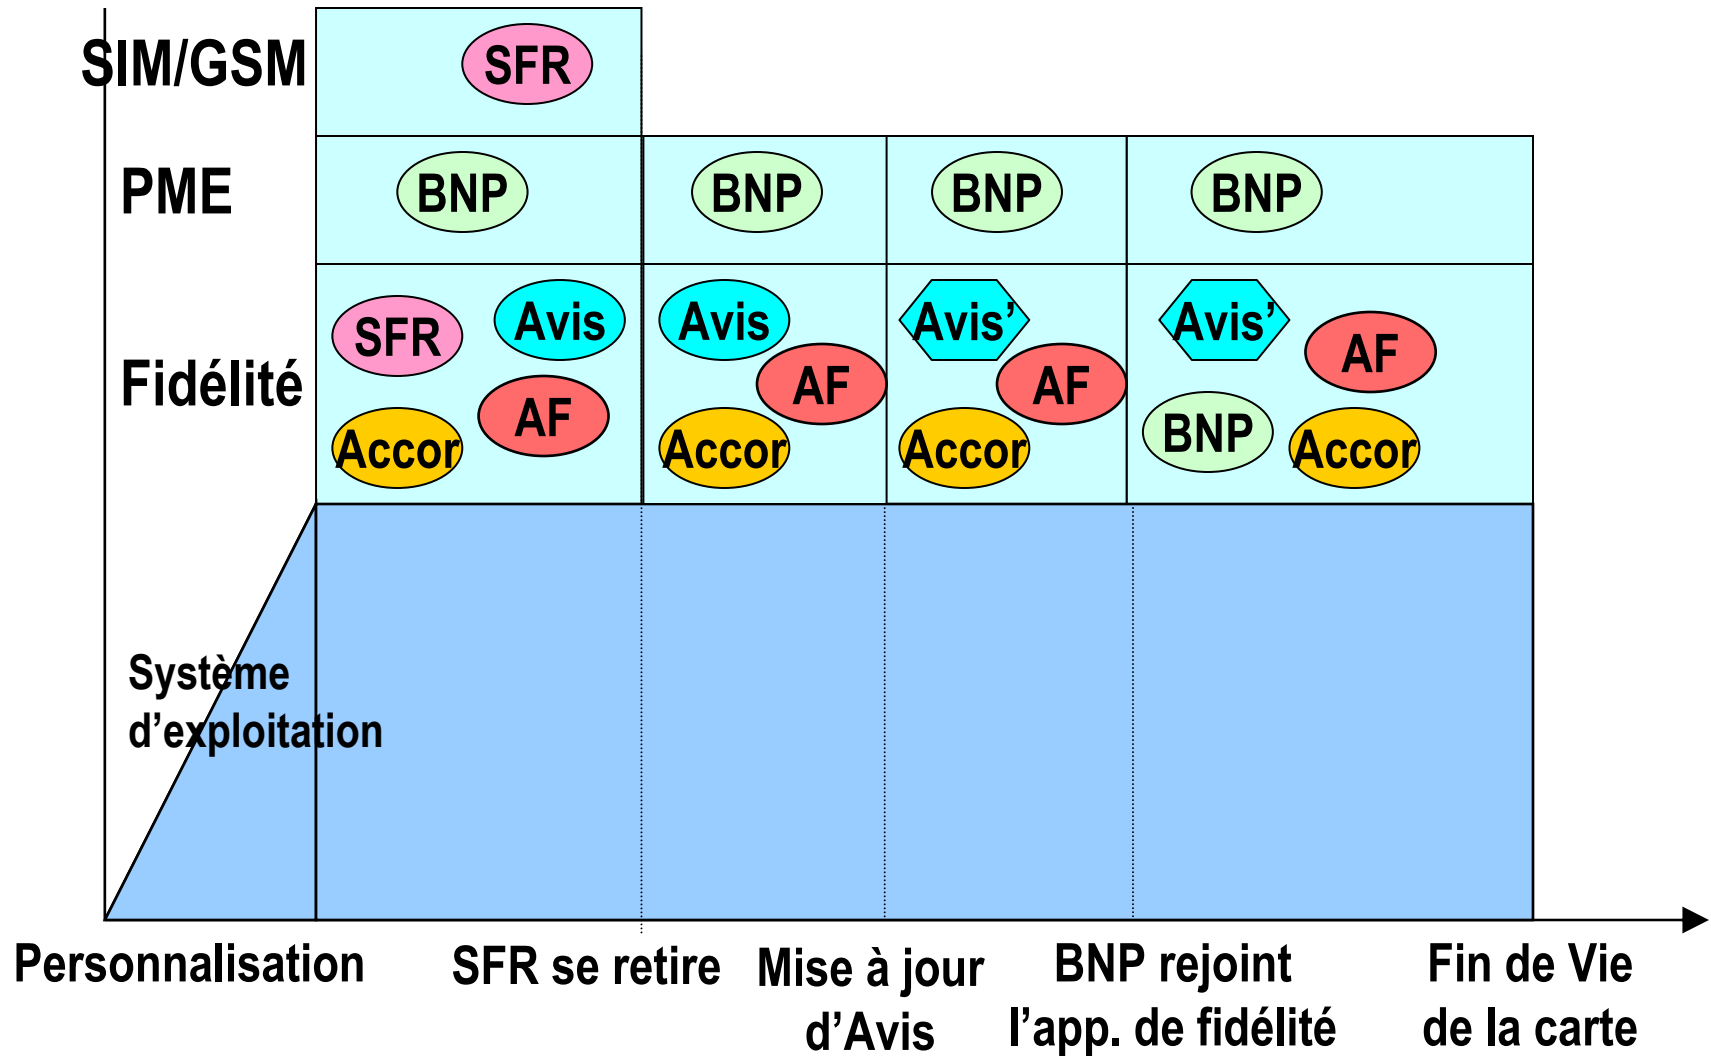 SIM/GSM
SFR
PME
BNP
BNP
BNP
BNP
Fidélité
SFR
Avis
Accor
AF
Avis
AF
Accor
Avis’
AF
Accor
Avis’
AF
BNP
Accor
Système
d’exploitation
Personnalisation
SFR se retire
Mise à jour
d’Avis
BNP rejoint
l’app. de fidélité
Fin de Vie
de la carte